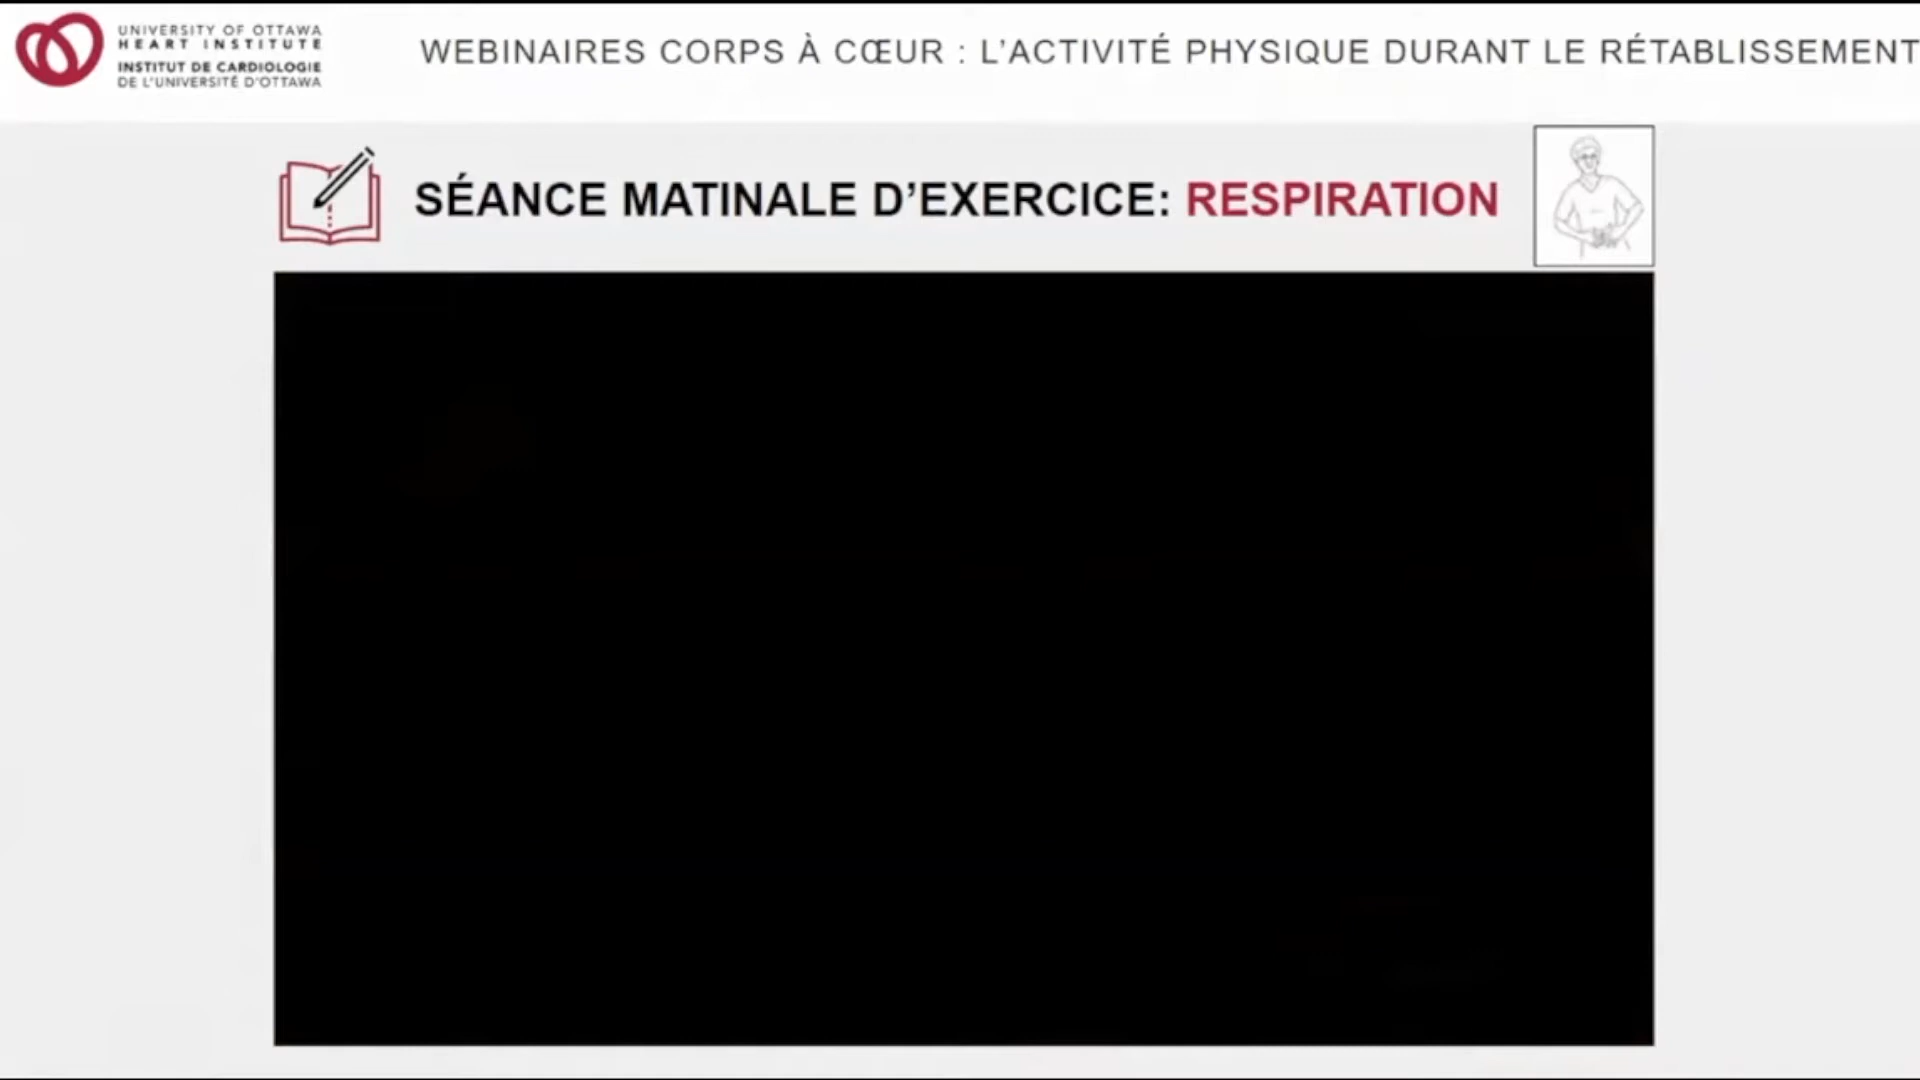 UNIVERSITY OF OTTAWA
HEART INSTITUTE
INSTITUT DE CARDIOLOGIE
DE L'UNIVERSITÉ D'OTTAWA
WEBINAIRES CORPS À CŒUR : L'ACTIVITÉ PHYSIQUE DURANT LE RÉTABLISSEMENT
SÉANCE MATINALE D'EXERCICE: RESPIRATION